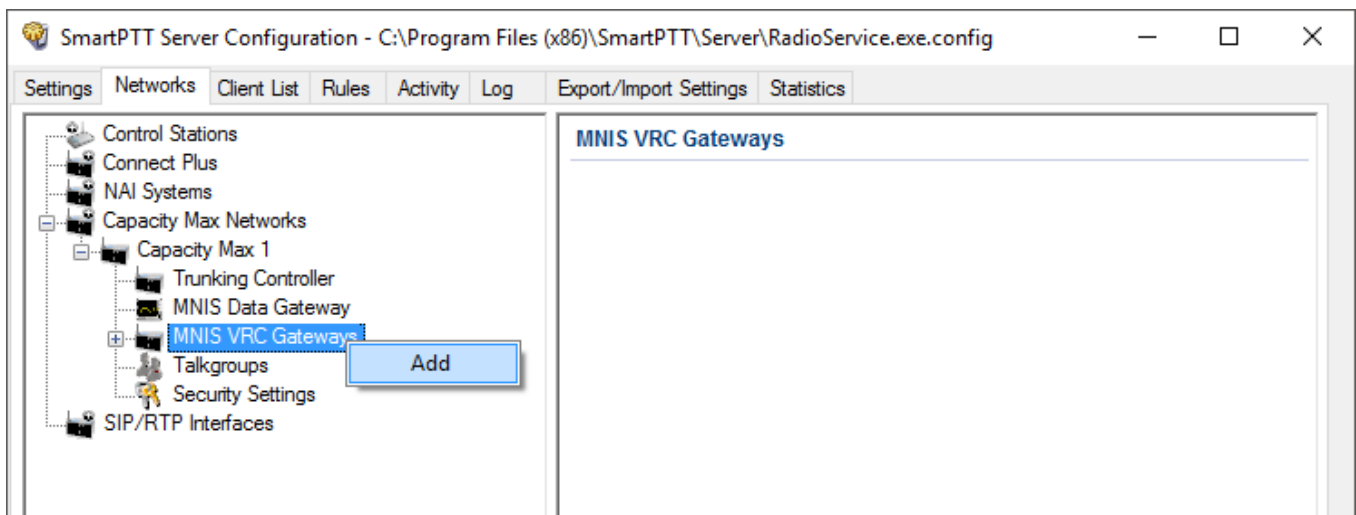 SmartPTT Server Configuration - C:\Program Files (x86)\SmartPTT\Server\RadioService.exe.config
Settings Networks Client List Rules Activity Log Export/Import Settings Statistics
Control Stations
Connect Plus
NAI Systems
Capacity Max Networks
Capacity Max 1
Trunking Controller
MNIS Data Gateway
MNIS VRC Gateways
Add
Talkgroups
Security Settings
SIP/RTP Interfaces
MNIS VRC Gateways